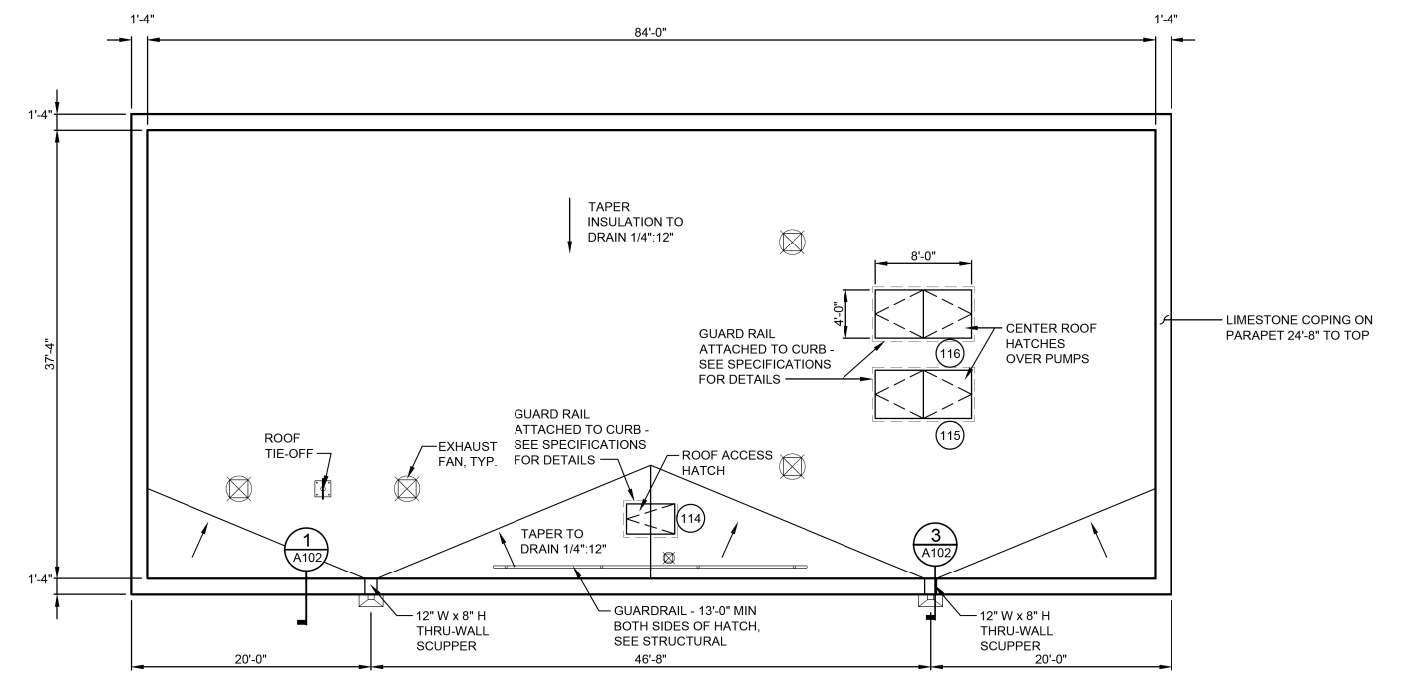 1'-4"
84'-0"
1'-4"
1'-4"
37'-4"
TAPER
INSULATION TO
DRAIN 1/4":12"
8'-0"
4'-0"
LIMESTONE COPING ON
PARAPET 24'-8" TO TOP
GUARD RAIL
ATTACHED TO CURB -
SEE SPECIFICATIONS
FOR DETAILS
CENTER ROOF
HATCHES
OVER PUMPS
116
115
GUARD RAIL
ATTACHED TO CURB -
SEE SPECIFICATIONS
FOR DETAILS
ROOF
TIE-OFF
EXHAUST
FAN, TYP.
ROOF ACCESS
HATCH
114
1
A102
TAPER TO
DRAIN 1/4":12"
3
A102
1'-4"
12" W x 8" H
THRU-WALL
SCUPPER
GUARDRAIL - 13'-0" MIN
BOTH SIDES OF HATCH,
SEE STRUCTURAL
12" W x 8" H
THRU-WALL
SCUPPER
20'-0"
46'-8"
20'-0"